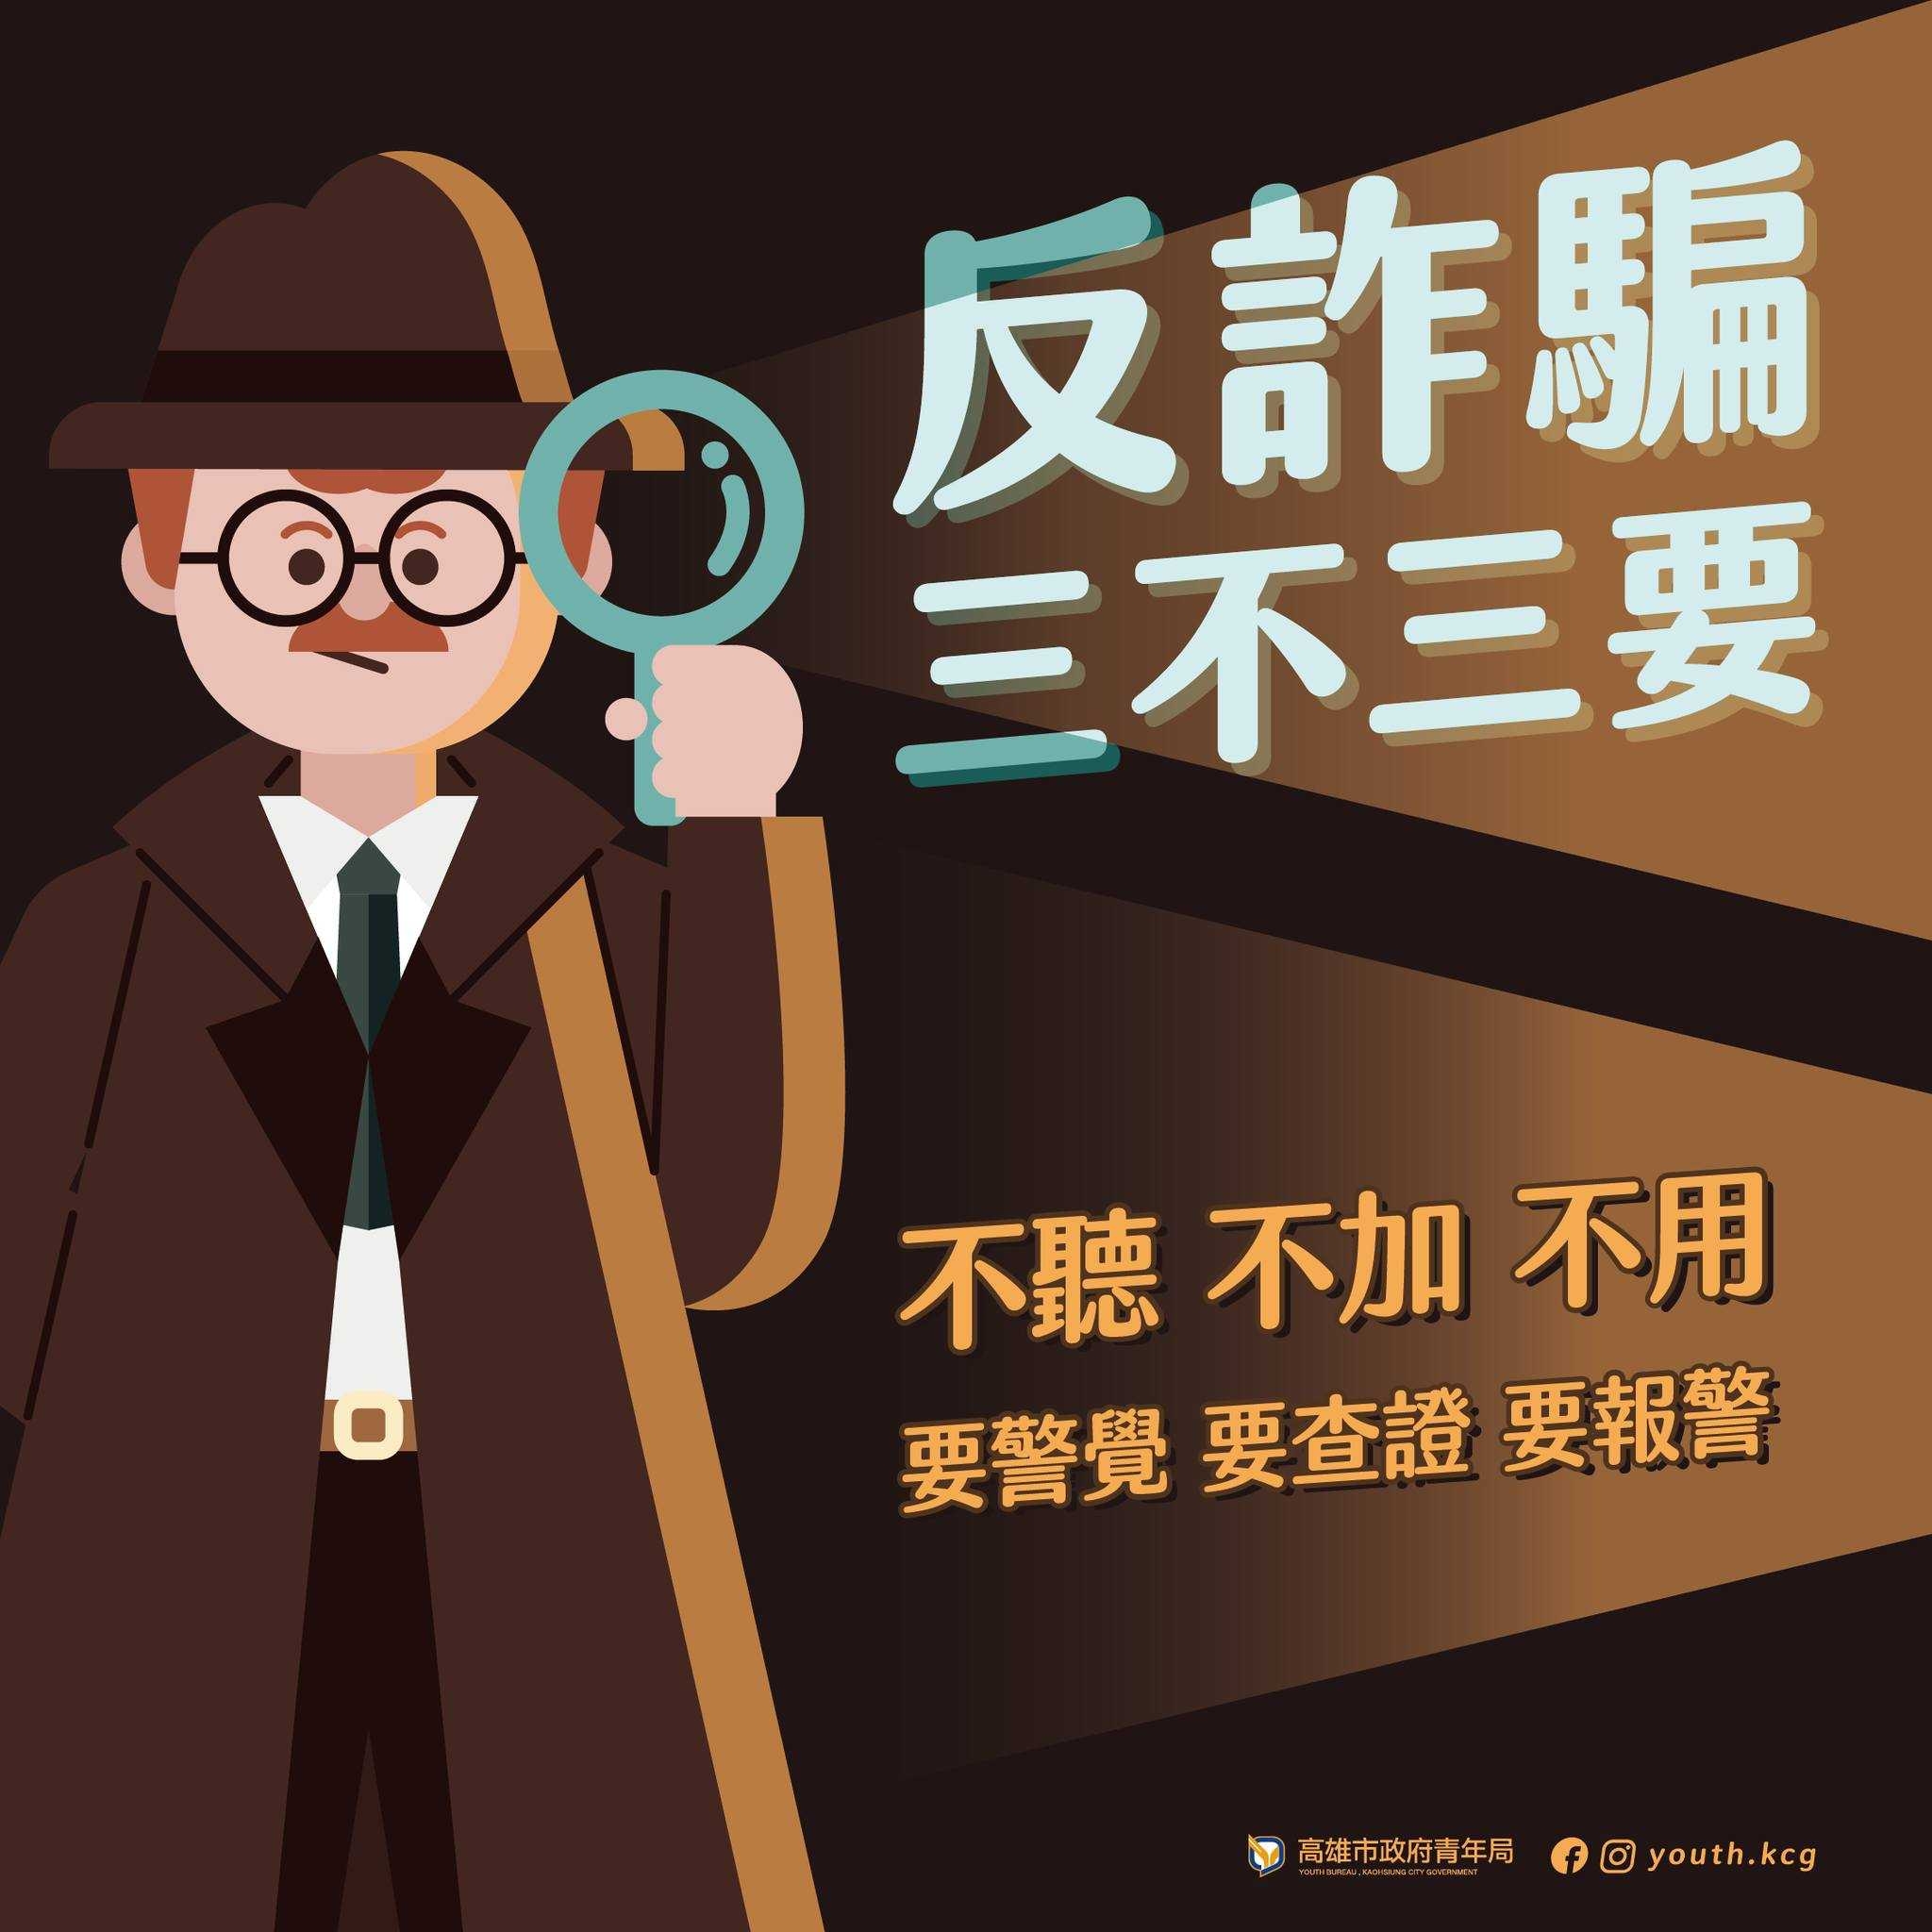 反詐騙
三不三要
不聽 不加 不用
要警覺 要查證 要報警
高雄市政府青年局
YOUTH BUREAU , KAOHSIUNG CITY GOVERNMENT
youth.kcg